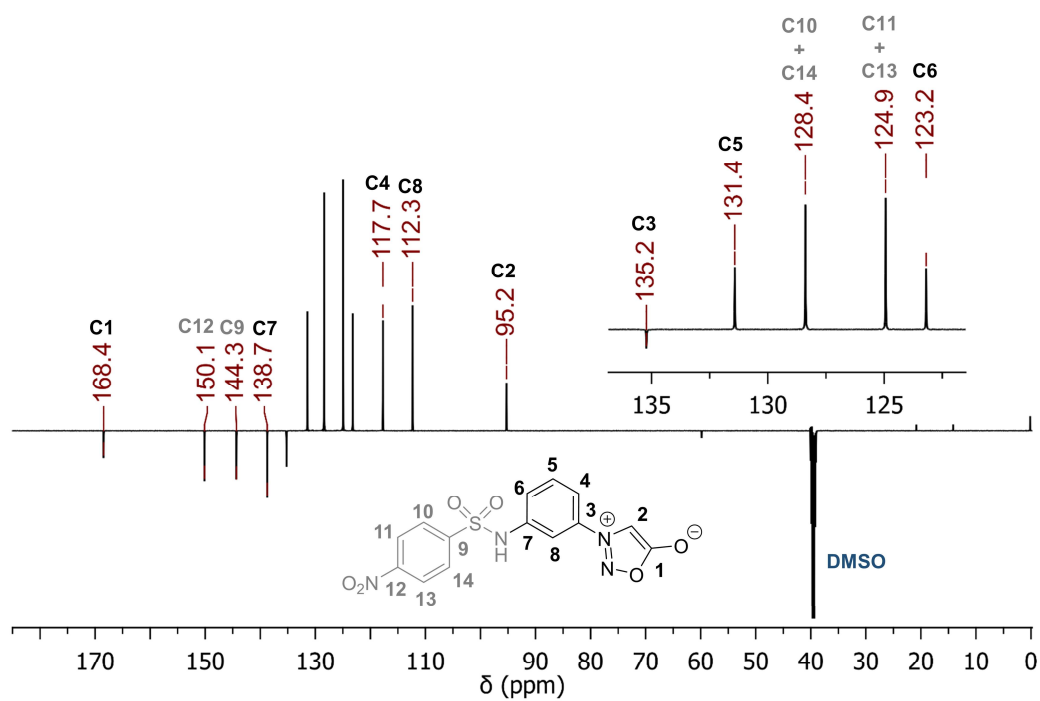 C10
+
C14
C11
+
C13
C6
128.4
124.9
123.2
C5
131.4
C3
135.2
C4
C8
117.7
112.3
C2
95.2
C1
C12
C9
C7
168.4
150.1
144.3
138.7
135
130
125
5
6
4
O
O
10
3
⊕
2
11
S
N
9
N
H
7
8
O
⊖
O₂N
12
14
N
O
1
13
DMSO
170
150
130
110
90
80
70
60
50
40
30
20
10
0
δ (ppm)